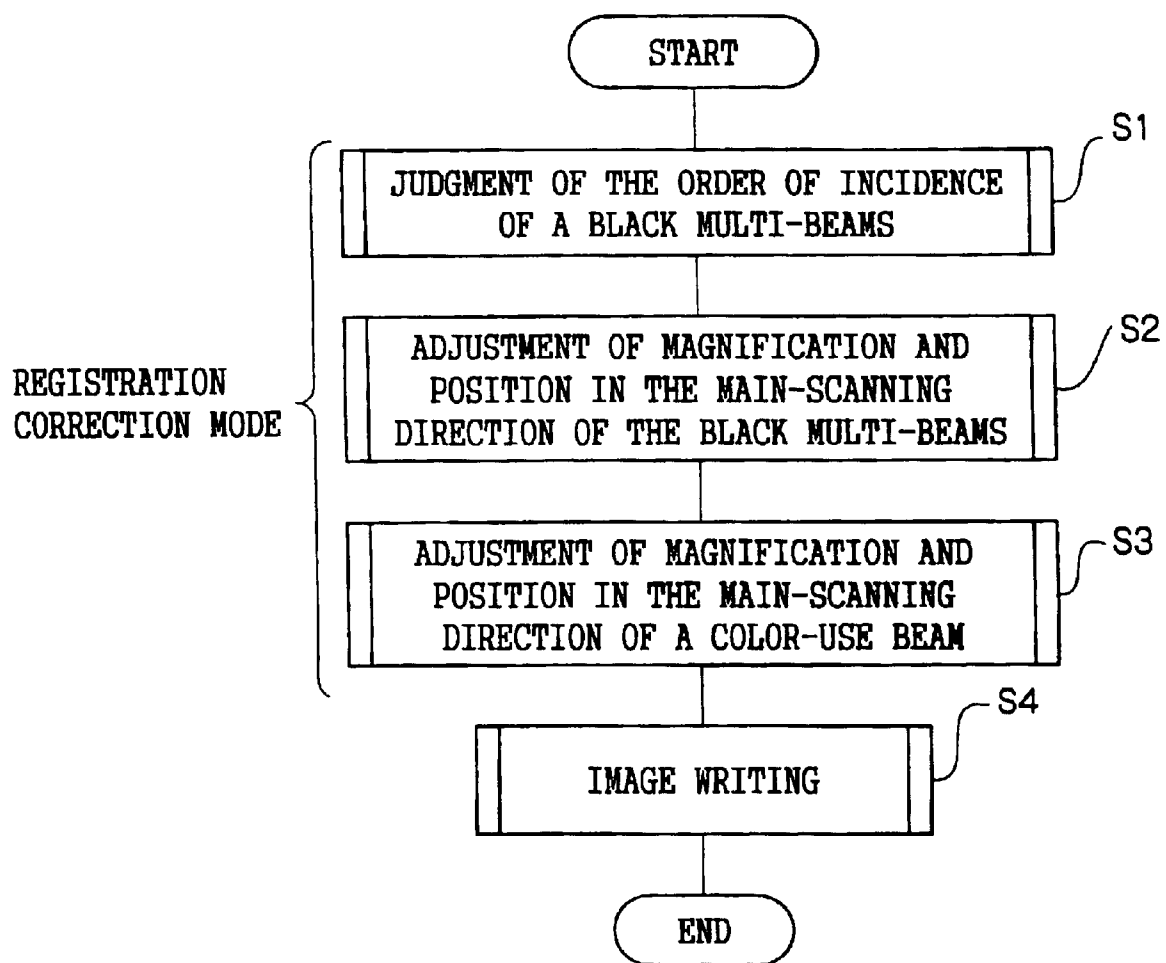 START
S1
JUDGMENT OF THE ORDER OF INCIDENCE
OF A BLACK MULTI-BEAMS
S2
ADJUSTMENT OF MAGNIFICATION AND
POSITION IN THE MAIN-SCANNING
DIRECTION OF THE BLACK MULTI-BEAMS
REGISTRATION
CORRECTION MODE
S3
ADJUSTMENT OF MAGNIFICATION AND
POSITION IN THE MAIN-SCANNING
DIRECTION OF A COLOR-USE BEAM
S4
IMAGE WRITING
END